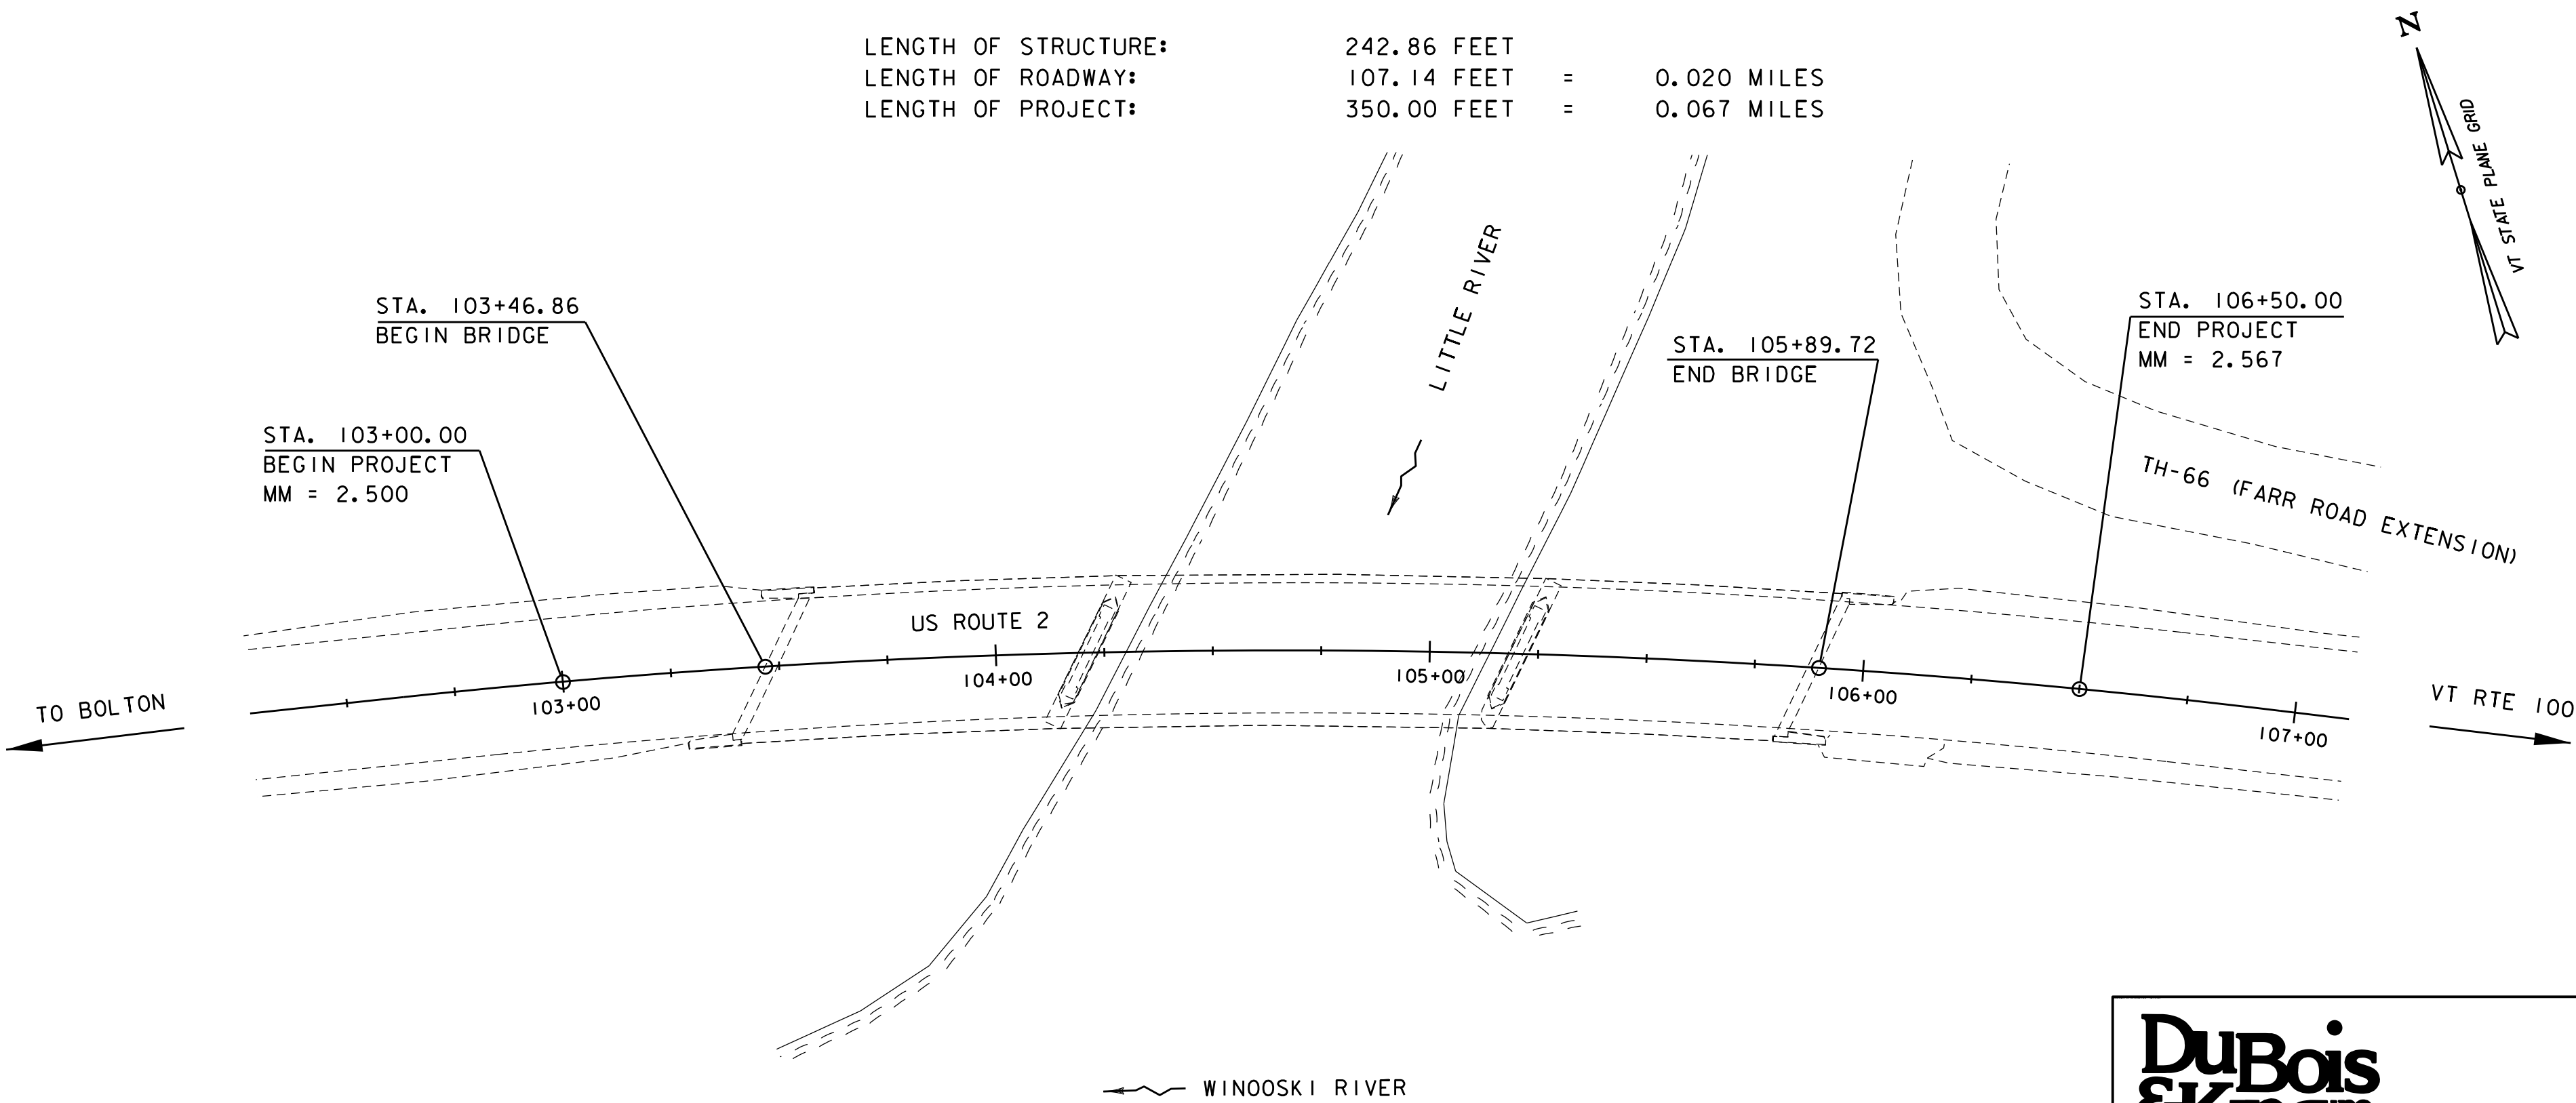 LENGTH OF STRUCTURE: 242.86 FEET
LENGTH OF ROADWAY: 107.14 FEET = 0.020 MILES
LENGTH OF PROJECT: 350.00 FEET = 0.067 MILES
N
VT STATE PLANE GRID
LITTLE RIVER
STA. 103+46.86
BEGIN BRIDGE
STA. 106+50.00
END PROJECT
MM = 2.567
STA. 105+89.72
END BRIDGE
STA. 103+00.00
BEGIN PROJECT
MM = 2.500
TH-66 (FARR ROAD EXTENSION)
US ROUTE 2
103+00
104+00
105+00
106+00
107+00
TO BOLTON
VT RTE 100
WINOOSKI RIVER
DuBois